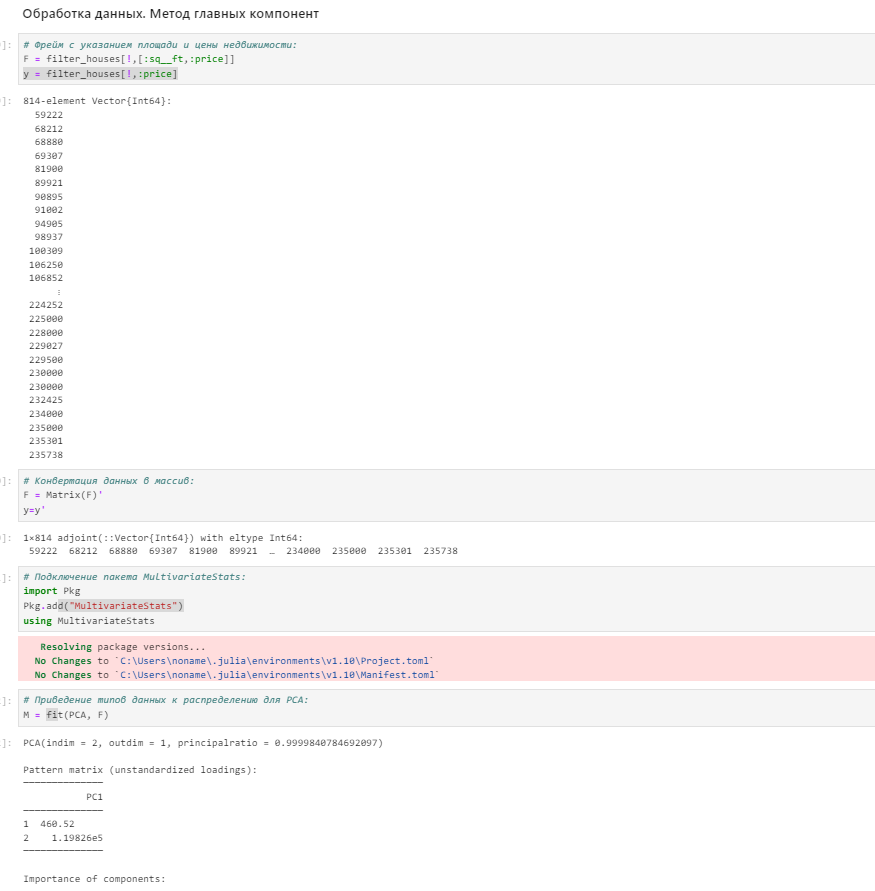 Обработка данных. Метод главных компонент
]: # Фрейм с указанием площади и цены недвижимости:
F = filter_houses[!,[:sq__ft,:price]]
y = filter_houses[!,:price]
]: 814-element Vector{Int64}:
59222
68212
68880
69307
81900
89921
90895
91002
94905
98937
100309
106250
106852
⋮
224252
225000
228000
229027
229500
230000
230000
232425
234000
235000
235301
235738
]: # Конвертация данных в массив:
F = Matrix(F)'
y=y'
]: 1×814 adjoint(::Vector{Int64}) with eltype Int64:
59222  68212  68880  69307  81900  89921  …  234000  235000  235301  235738
]: # Подключение пакета MultivariateStats:
import Pkg
Pkg.add("MultivariateStats")
using MultivariateStats
Resolving package versions...
No Changes to `C:\Users\noname\.julia\environments\v1.10\Project.toml`
No Changes to `C:\Users\noname\.julia\environments\v1.10\Manifest.toml`
]: # Приведение типов данных к распределению для PCA:
M = fit(PCA, F)
]: PCA(indim = 2, outdim = 1, principalratio = 0.9999840784692097)
Pattern matrix (unstandardized loadings):
PC1
1  460.52
2  1.19826e5
Importance of components: